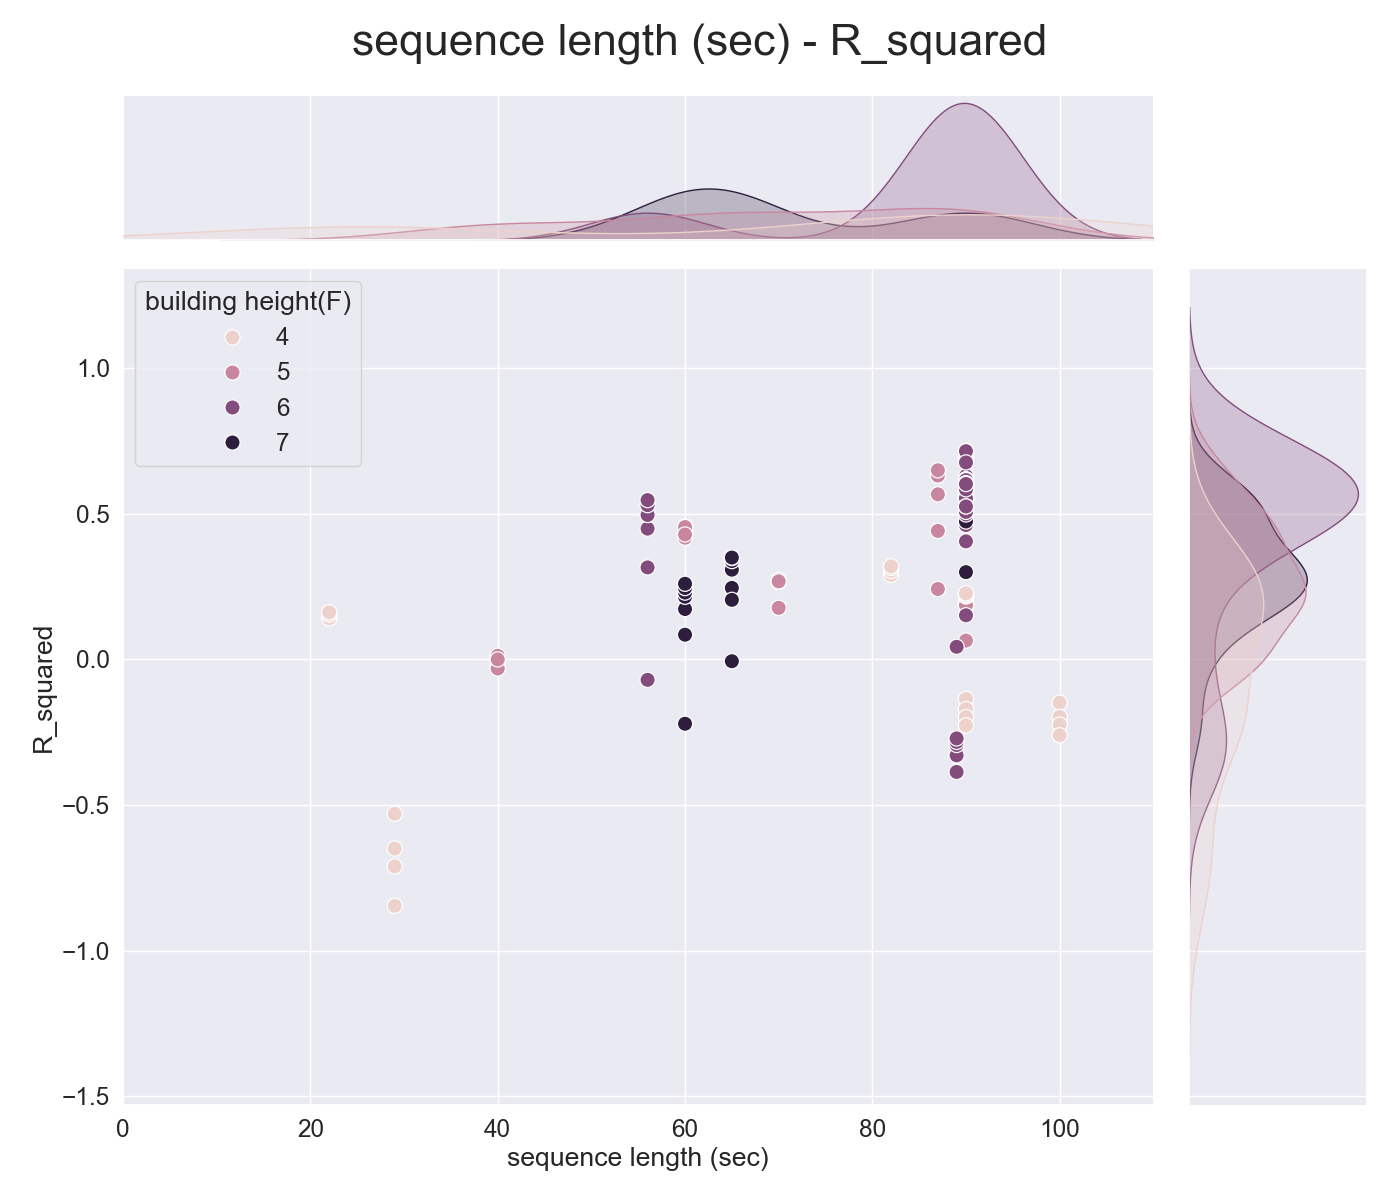 sequence length (sec) - R_squared
building height(F)
4
5
6
7
1.0
0.5
0.0
−0.5
−1.0
−1.5
R_squared
0 20 40 60 80 100
sequence length (sec)